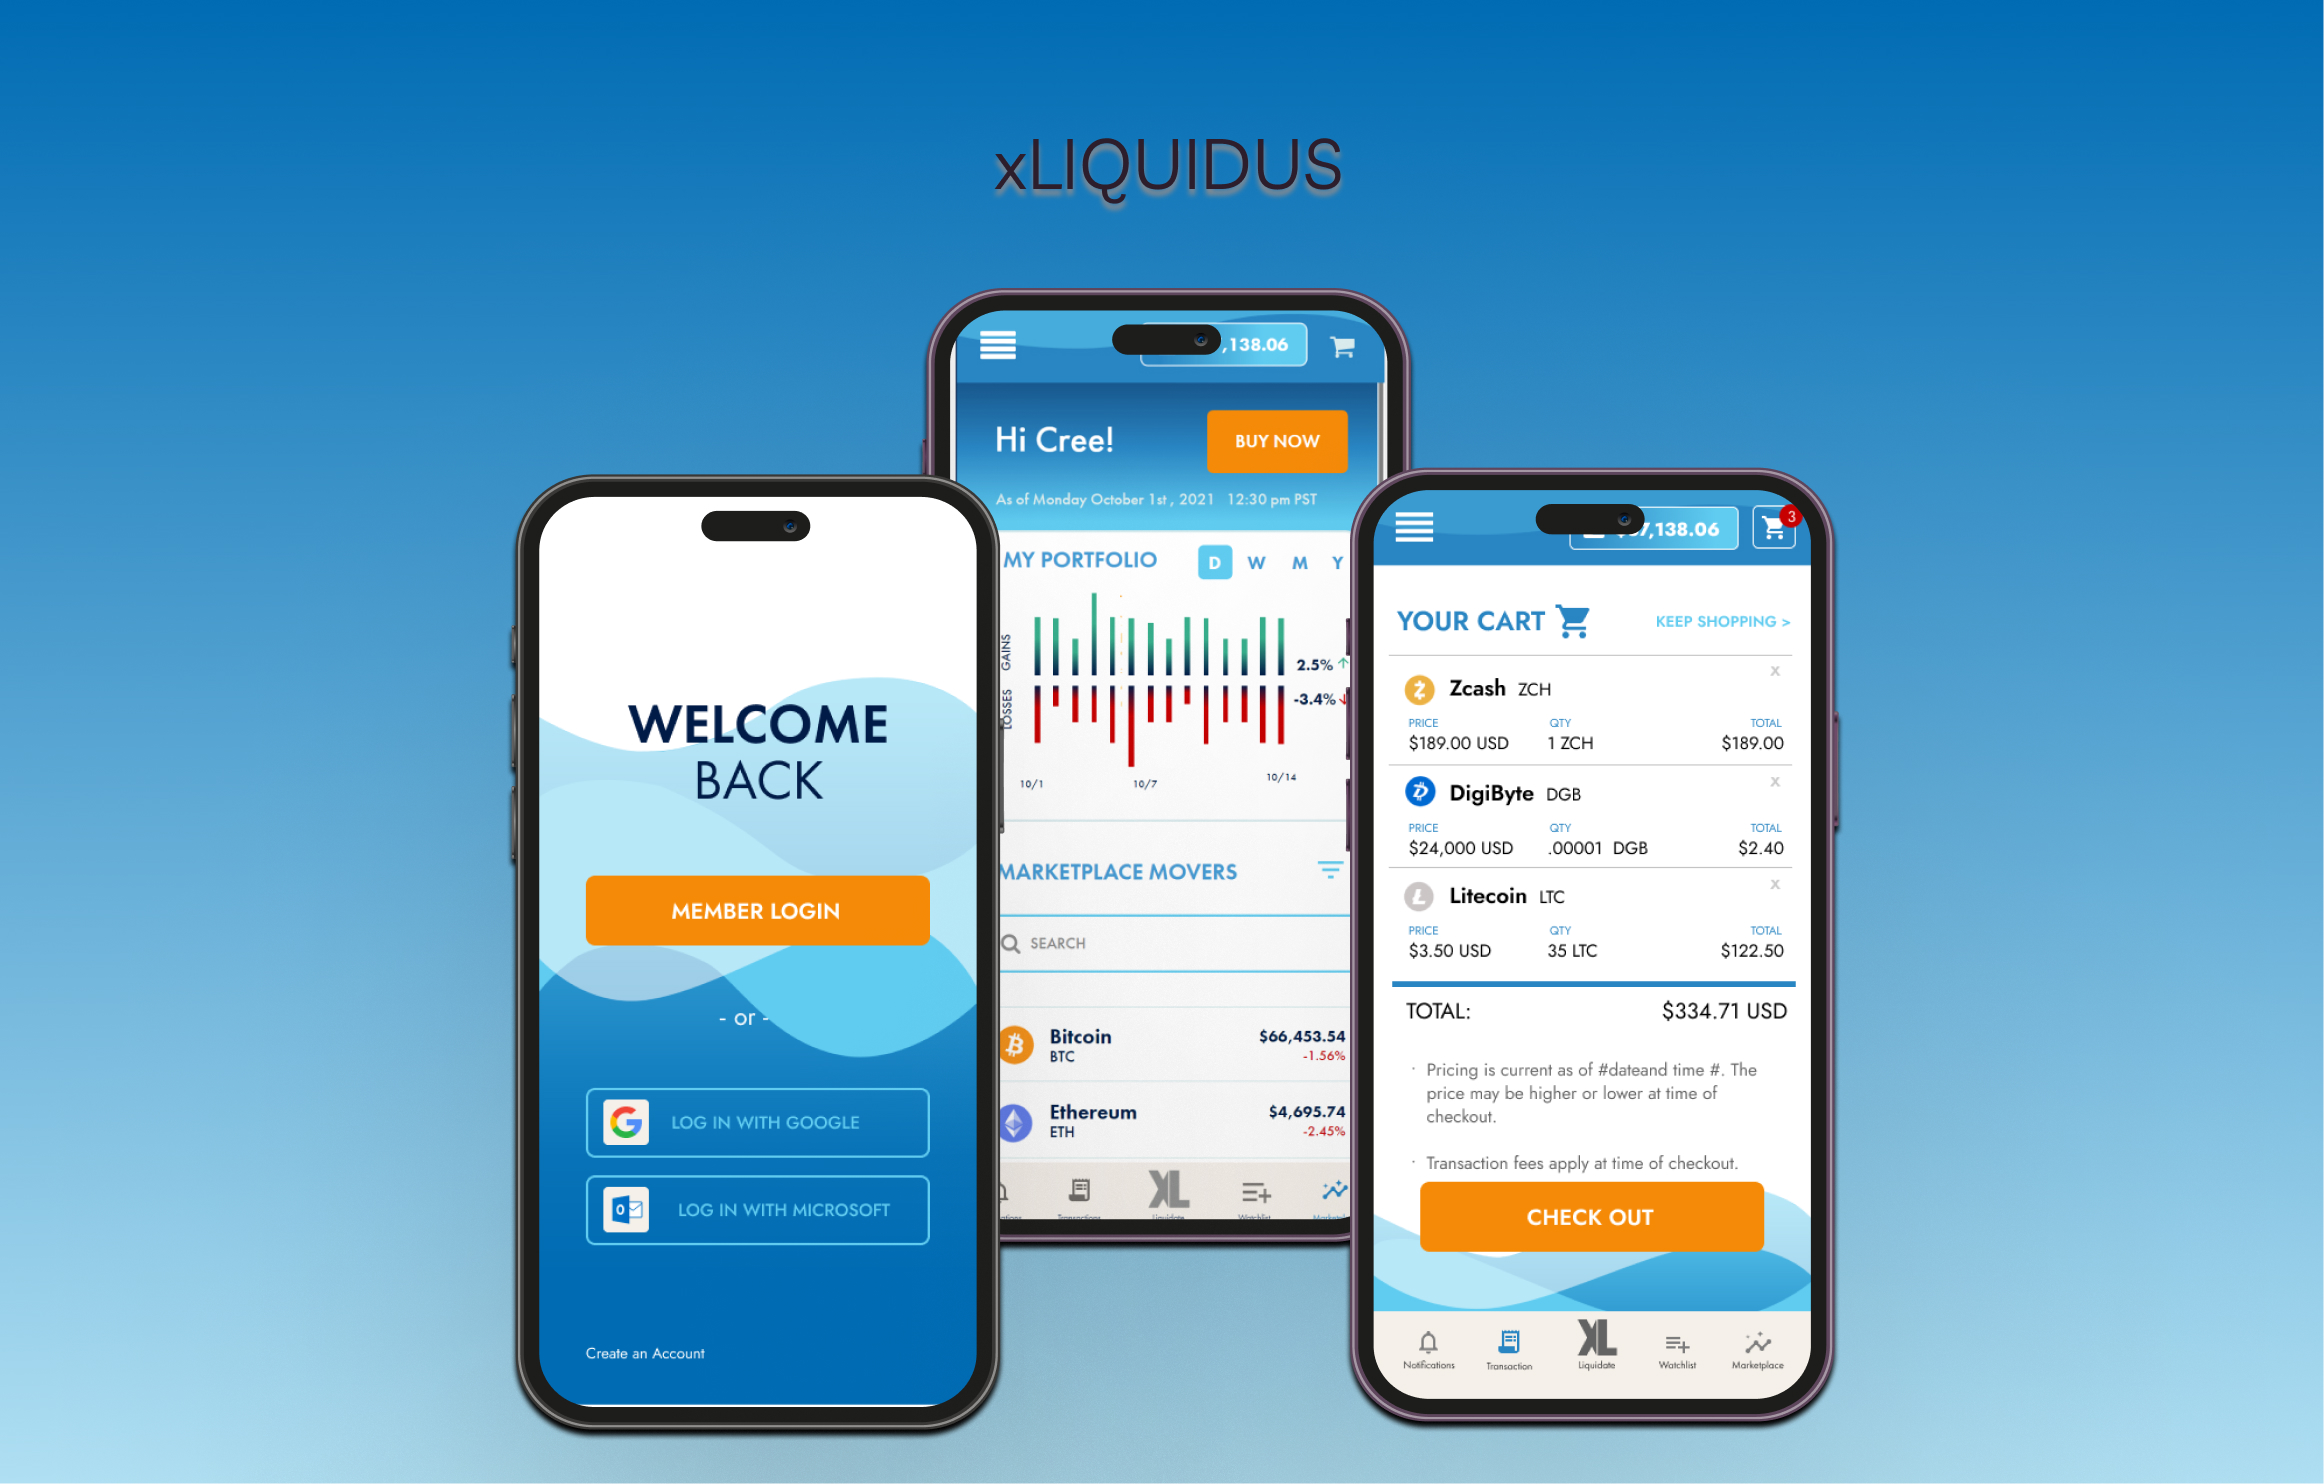 xLIQUIDUS
WELCOME
BACK
MEMBER LOGIN
- or -
LOG IN WITH GOOGLE
LOG IN WITH MICROSOFT
Create an Account
,138.06
Hi Cree!
BUY NOW
As of Monday October 1st , 2021 12:30 pm PST
MY PORTFOLIO D W M Y
GAINS
LOSSES
2.5%
-3.4%
10/1 10/7 10/14
MARKETPLACE MOVERS
SEARCH
Bitcoin $66,453.54
BTC -1.56%
Ethereum $4,695.74
ETH -2.45%
XL
7,138.06 3
YOUR CART KEEP SHOPPING >
x
Zcash ZCH
PRICE QTY TOTAL
$189.00 USD 1 ZCH $189.00
x
DigiByte DGB
PRICE QTY TOTAL
$24,000 USD .00001 DGB $2.40
x
Litecoin LTC
PRICE QTY TOTAL
$3.50 USD 35 LTC $122.50
TOTAL: $334.71 USD
· Pricing is current as of #dateand time #. The
price may be higher or lower at time of
checkout.
· Transaction fees apply at time of checkout.
CHECK OUT
XL
Notifications Transaction Liquidate Watchlist Marketplace